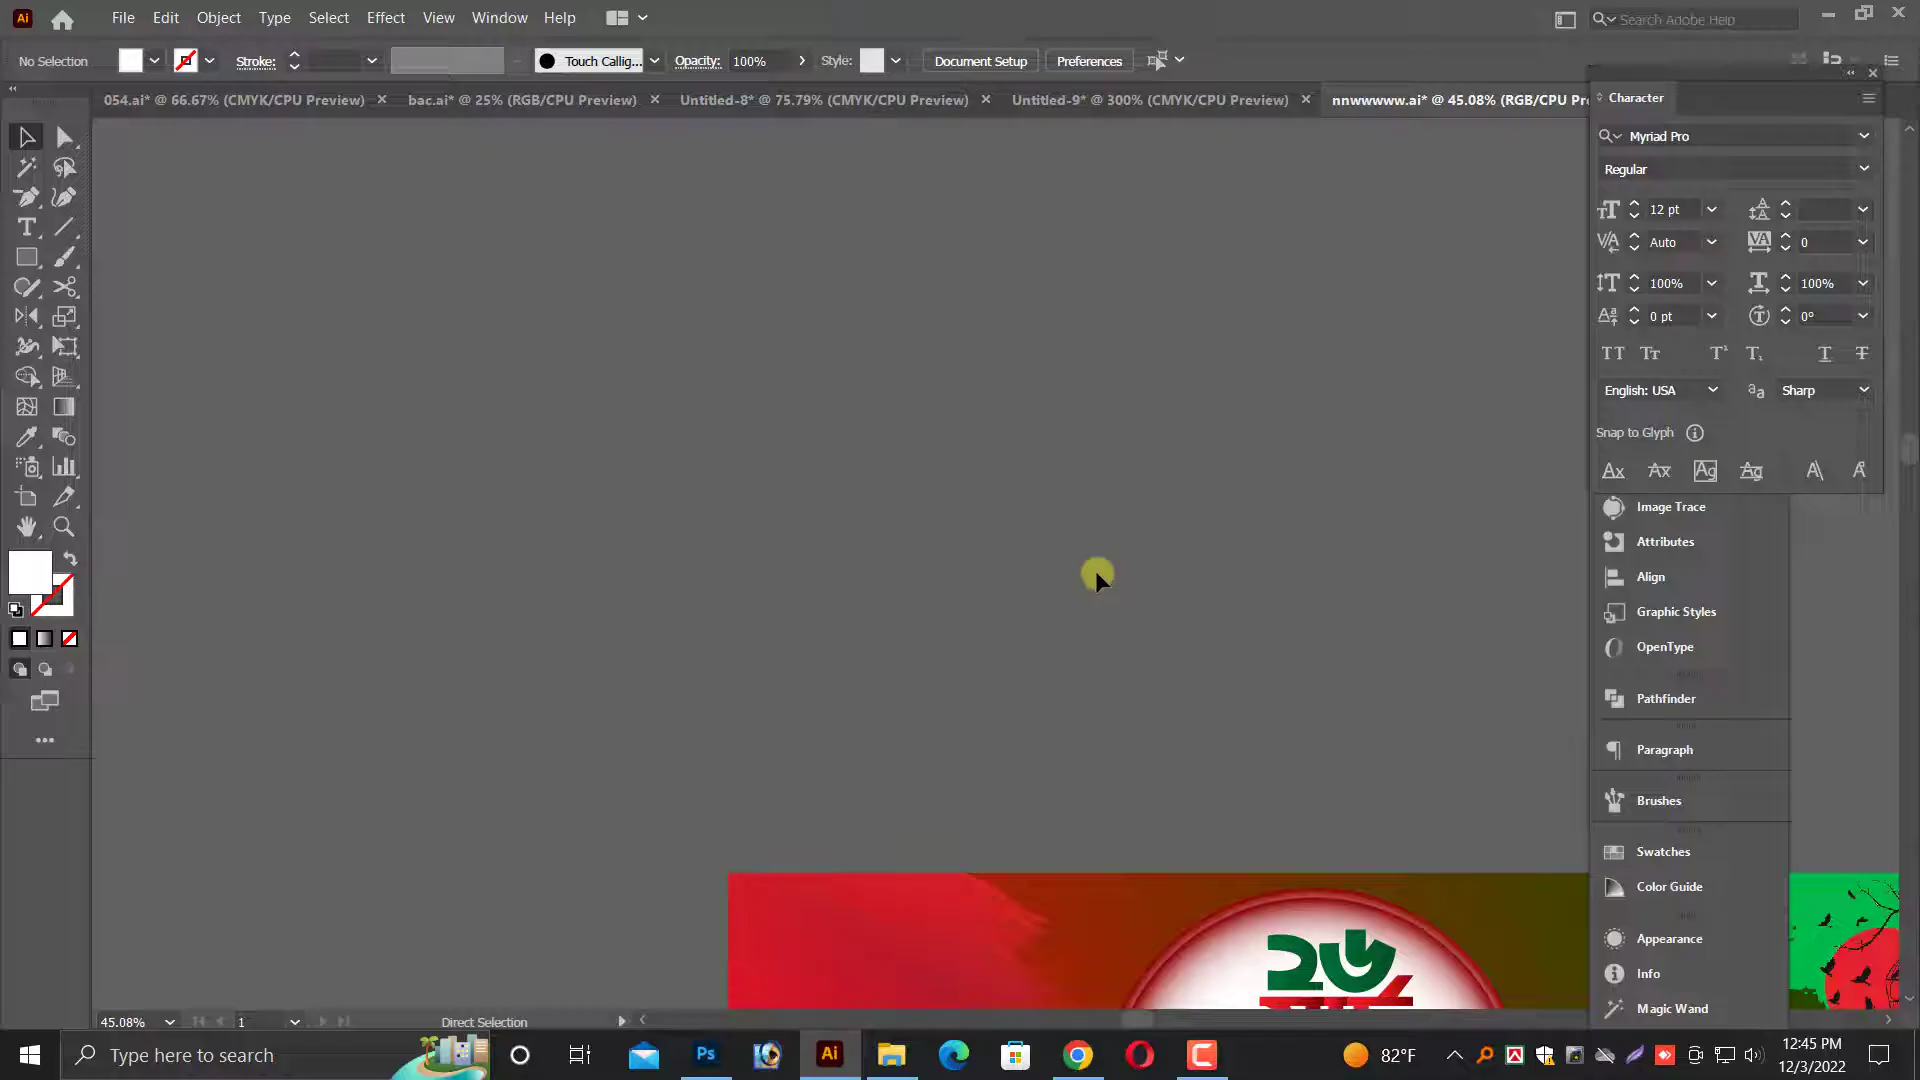 Ai File Edit Object Type Select Effect View Window Help Search Adobe Help
No Selection Stroke: Touch Callig... Opacity: 100% Style: Document Setup Preferences
054.ai* @ 66.67% (CMYK/CPU Preview) bac.ai* @ 25% (RGB/CPU Preview) Untitled-8* @ 75.79% (CMYK/CPU Preview) Untitled-9* @ 300% (CMYK/CPU Preview) nnwwwww.ai* @ 45.08% (RGB/CPU Pre
Character
Myriad Pro
Regular
12 pt
Auto 0
100% 100%
0 pt 0°
English: USA Sharp
Snap to Glyph
Image Trace
Attributes
Align
Graphic Styles
OpenType
Pathfinder
Paragraph
Brushes
Swatches
Color Guide
Appearance
Info
Magic Wand
১৬
45.08% 1 Direct Selection
Type here to search Ps Ai 82°F 12:45 PM
12/3/2022